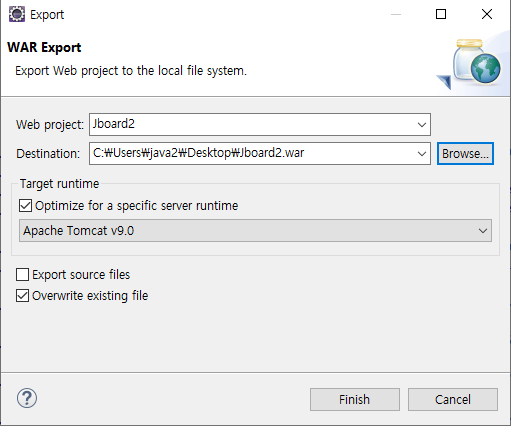 Export
WAR Export
Export Web project to the local file system.
Web project: Jboard2
Destination: C:₩Users₩java2₩Desktop₩Jboard2.war Browse...
Target runtime
Optimize for a specific server runtime
Apache Tomcat v9.0
Export source files
Overwrite existing file
? Finish Cancel